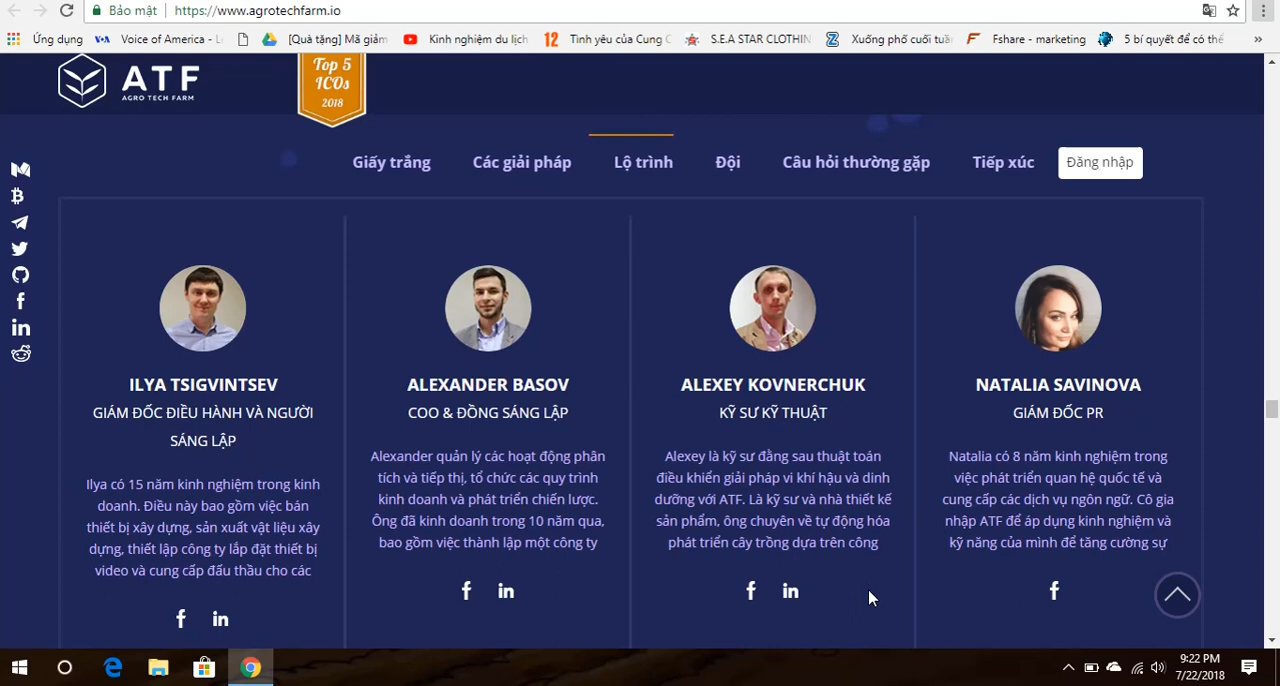 Bảo mật https://www.agrotechfarm.io
Ứng dụng Voice of America - [Quà tặng] Mã giảm Kinh nghiệm du lịch 12 Tình yêu của Cung S.E.A STAR CLOTHIN Xuống phố cuối tuần Fshare - marketing 5 bí quyết để có thể »
ATF
AGRO TECH FARM
Top 5
ICOs
2018
Giấy trắng Các giải pháp Lộ trình Đội Câu hỏi thường gặp Tiếp xúc Đăng nhập
ILYA TSIGVINTSEV
GIÁM ĐỐC ĐIỀU HÀNH VÀ NGƯỜI
SÁNG LẬP
Ilya có 15 năm kinh nghiệm trong kinh
doanh. Điều này bao gồm việc bán
thiết bị xây dựng, sản xuất vật liệu xây
dựng, thiết lập công ty lắp đặt thiết bị
video và cung cấp đấu thầu cho các
ALEXANDER BASOV
COO & ĐỒNG SÁNG LẬP
Alexander quản lý các hoạt động phân
tích và tiếp thị, tổ chức các quy trình
kinh doanh và phát triển chiến lược.
Ông đã kinh doanh trong 10 năm qua,
bao gồm việc thành lập một công ty
ALEXEY KOVNERCHUK
KỸ SƯ KỸ THUẬT
Alexey là kỹ sư đằng sau thuật toán
điều khiển giải pháp vi khí hậu và dinh
dưỡng với ATF. Là kỹ sư và nhà thiết kế
sản phẩm, ông chuyên về tự động hóa
phát triển cây trồng dựa trên công
NATALIA SAVINOVA
GIÁM ĐỐC PR
Natalia có 8 năm kinh nghiệm trong
việc phát triển quan hệ quốc tế và
cung cấp các dịch vụ ngôn ngữ. Cô gia
nhập ATF để áp dụng kinh nghiệm và
kỹ năng của mình để tăng cường sự
9:22 PM
7/22/2018